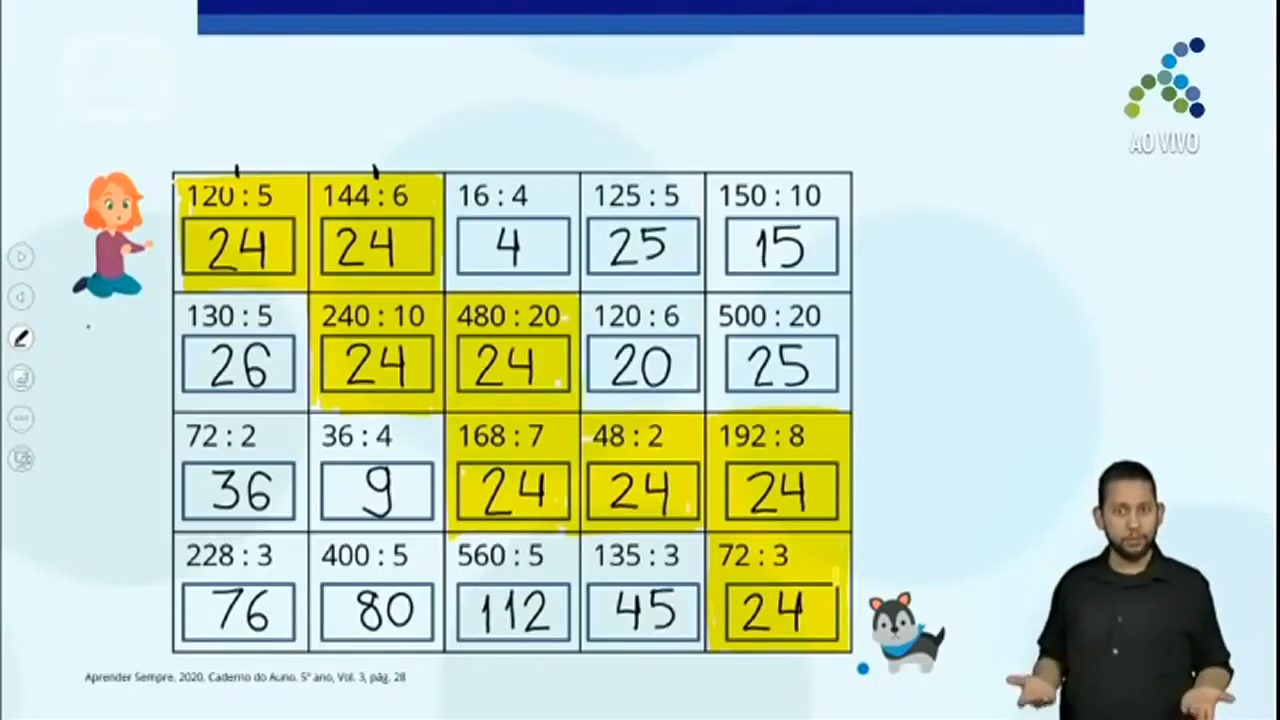 AO VIVO
120 : 5 144 : 6 16 : 4 125 : 5 150 : 10
24 24 4 25 15
130 : 5 240 : 10 480 : 20 120 : 6 500 : 20
26 24 24 20 25
72 : 2 36 : 4 168 : 7 48 : 2 192 : 8
36 9 24 24 24
228 : 3 400 : 5 560 : 5 135 : 3 72 : 3
76 80 112 45 24
Aprender Sempre, 2020, Caderno do Aluno. 5º ano, Vol. 3, pág. 28